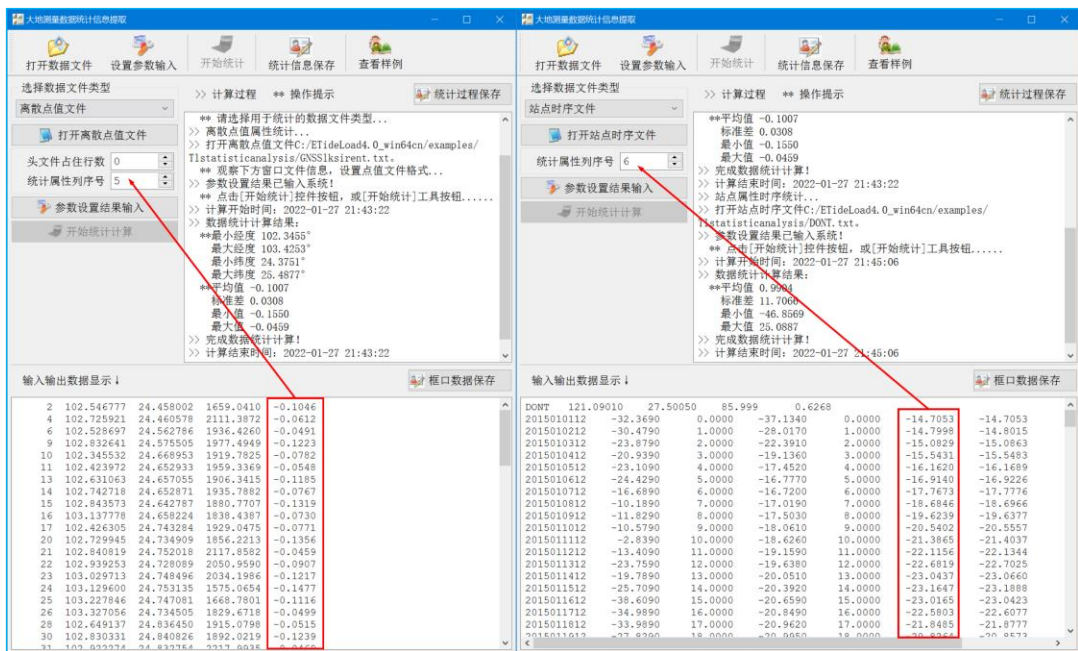 大地测量数据统计信息提取
打开数据文件 设置参数输入 开始统计 统计信息保存 查看样例
选择数据文件类型
离散点值文件
打开离散点值文件
头文件占住行数 0
统计属性列序号 5
参数设置结果输入
开始统计计算
>> 计算过程 ** 操作提示
统计过程保存
** 请选择用于统计的数据文件类型...
>> 离散点值属性统计...
>> 打开离散点值文件C:/ETideLoad4.0_win64cn/examples/
Tlstatisticanalysis/GNSSlksirent.txt。
** 观察下方窗口文件信息，设置点值文件格式...
>> 参数设置结果已输入系统!
** 点击[开始统计]控件按钮，或[开始统计]工具按钮......
>> 计算开始时间: 2022-01-27 21:43:22
>> 数据统计计算结果:
**最小经度 102.3455°
最大经度 103.4253°
最小纬度 24.3751°
最大纬度 25.4877°
**平均值 -0.1007
标准差 0.0308
最小值 -0.1550
最大值 -0.0459
>> 完成数据统计计算!
>> 计算结束时间: 2022-01-27 21:43:22
输入输出数据显示↓
框口数据保存
2 102.546777 24.458002 1659.0410 -0.1046
4 102.725921 24.460578 2111.3872 -0.0612
6 102.528697 24.562786 1936.4260 -0.0491
9 102.832641 24.575505 1977.4949 -0.1223
10 102.345532 24.668953 1919.7825 -0.0782
11 102.423972 24.652933 1959.3369 -0.0548
13 102.631063 24.657055 1906.3415 -0.1185
14 102.742718 24.652871 1935.7882 -0.0767
15 102.843573 24.642787 1880.7707 -0.1319
16 103.137778 24.658224 1838.4387 -0.0730
17 102.426305 24.743284 1929.0475 -0.0771
20 102.729945 24.734909 1856.2213 -0.1356
21 102.840819 24.752018 2117.8582 -0.0459
22 102.939253 24.728089 2050.9590 -0.0907
23 103.029713 24.748496 2034.1986 -0.1217
24 103.129600 24.753135 1575.0654 -0.1477
25 103.227846 24.747081 1668.7801 -0.1116
26 103.327056 24.734505 1829.6718 -0.0499
28 102.649137 24.836450 1915.0798 -0.0515
30 102.830331 24.840826 1892.0219 -0.1239
31 102.922274 24.832754 2217.9935 -0.0460
大地测量数据统计信息提取
打开数据文件 设置参数输入 开始统计 统计信息保存 查看样例
选择数据文件类型
站点时序文件
打开站点时序文件
统计属性列序号 6
参数设置结果输入
开始统计计算
>> 计算过程 ** 操作提示
统计过程保存
**平均值 -0.1007
标准差 0.0308
最小值 -0.1550
最大值 -0.0459
>> 完成数据统计计算!
>> 计算结束时间: 2022-01-27 21:43:22
>> 站点属性时序统计...
>> 打开站点时序文件C:/ETideLoad4.0_win64cn/examples/
Tlstatisticanalysis/DONT.txt。
>> 参数设置结果已输入系统!
** 点击[开始统计]控件按钮，或[开始统计]工具按钮......
>> 计算开始时间: 2022-01-27 21:45:06
>> 数据统计计算结果:
**平均值 0.9904
标准差 11.7066
最小值 -46.8569
最大值 25.0887
>> 完成数据统计计算!
>> 计算结束时间: 2022-01-27 21:45:06
输入输出数据显示↓
框口数据保存
DONT 121.09010 27.50050 85.999 0.6268
2015010112 -32.3690 0.0000 -37.1340 0.0000 -14.7053 -14.7053
2015010212 -30.4790 1.0000 -28.0170 1.0000 -14.7998 -14.8015
2015010312 -23.8790 2.0000 -22.3910 2.0000 -15.0829 -15.0863
2015010412 -20.9390 3.0000 -19.1360 3.0000 -15.5431 -15.5483
2015010512 -23.1090 4.0000 -17.4520 4.0000 -16.1620 -16.1689
2015010612 -24.4290 5.0000 -16.7770 5.0000 -16.9140 -16.9226
2015010712 -16.6890 6.0000 -16.7200 6.0000 -17.7673 -17.7776
2015010812 -10.1890 7.0000 -17.0190 7.0000 -18.6846 -18.6966
2015010912 -11.8290 8.0000 -17.5030 8.0000 -19.6239 -19.6377
2015011012 -10.5790 9.0000 -18.0610 9.0000 -20.5402 -20.5557
2015011112 -2.8390 10.0000 -18.6260 10.0000 -21.3865 -21.4037
2015011212 -13.4090 11.0000 -19.1590 11.0000 -22.1156 -22.1344
2015011312 -23.7590 12.0000 -19.6380 12.0000 -22.6819 -22.7025
2015011412 -19.7890 13.0000 -20.0510 13.0000 -23.0437 -23.0660
2015011512 -25.7090 14.0000 -20.3920 14.0000 -23.1647 -23.1888
2015011612 -38.6090 15.0000 -20.6590 15.0000 -23.0165 -23.0423
2015011712 -34.9890 16.0000 -20.8490 16.0000 -22.5803 -22.6077
2015011812 -33.9890 17.0000 -20.9620 17.0000 -21.8485 -21.8777
2015011912 -27.8290 18.0000 -20.9950 18.0000 -20.8264 -20.8573